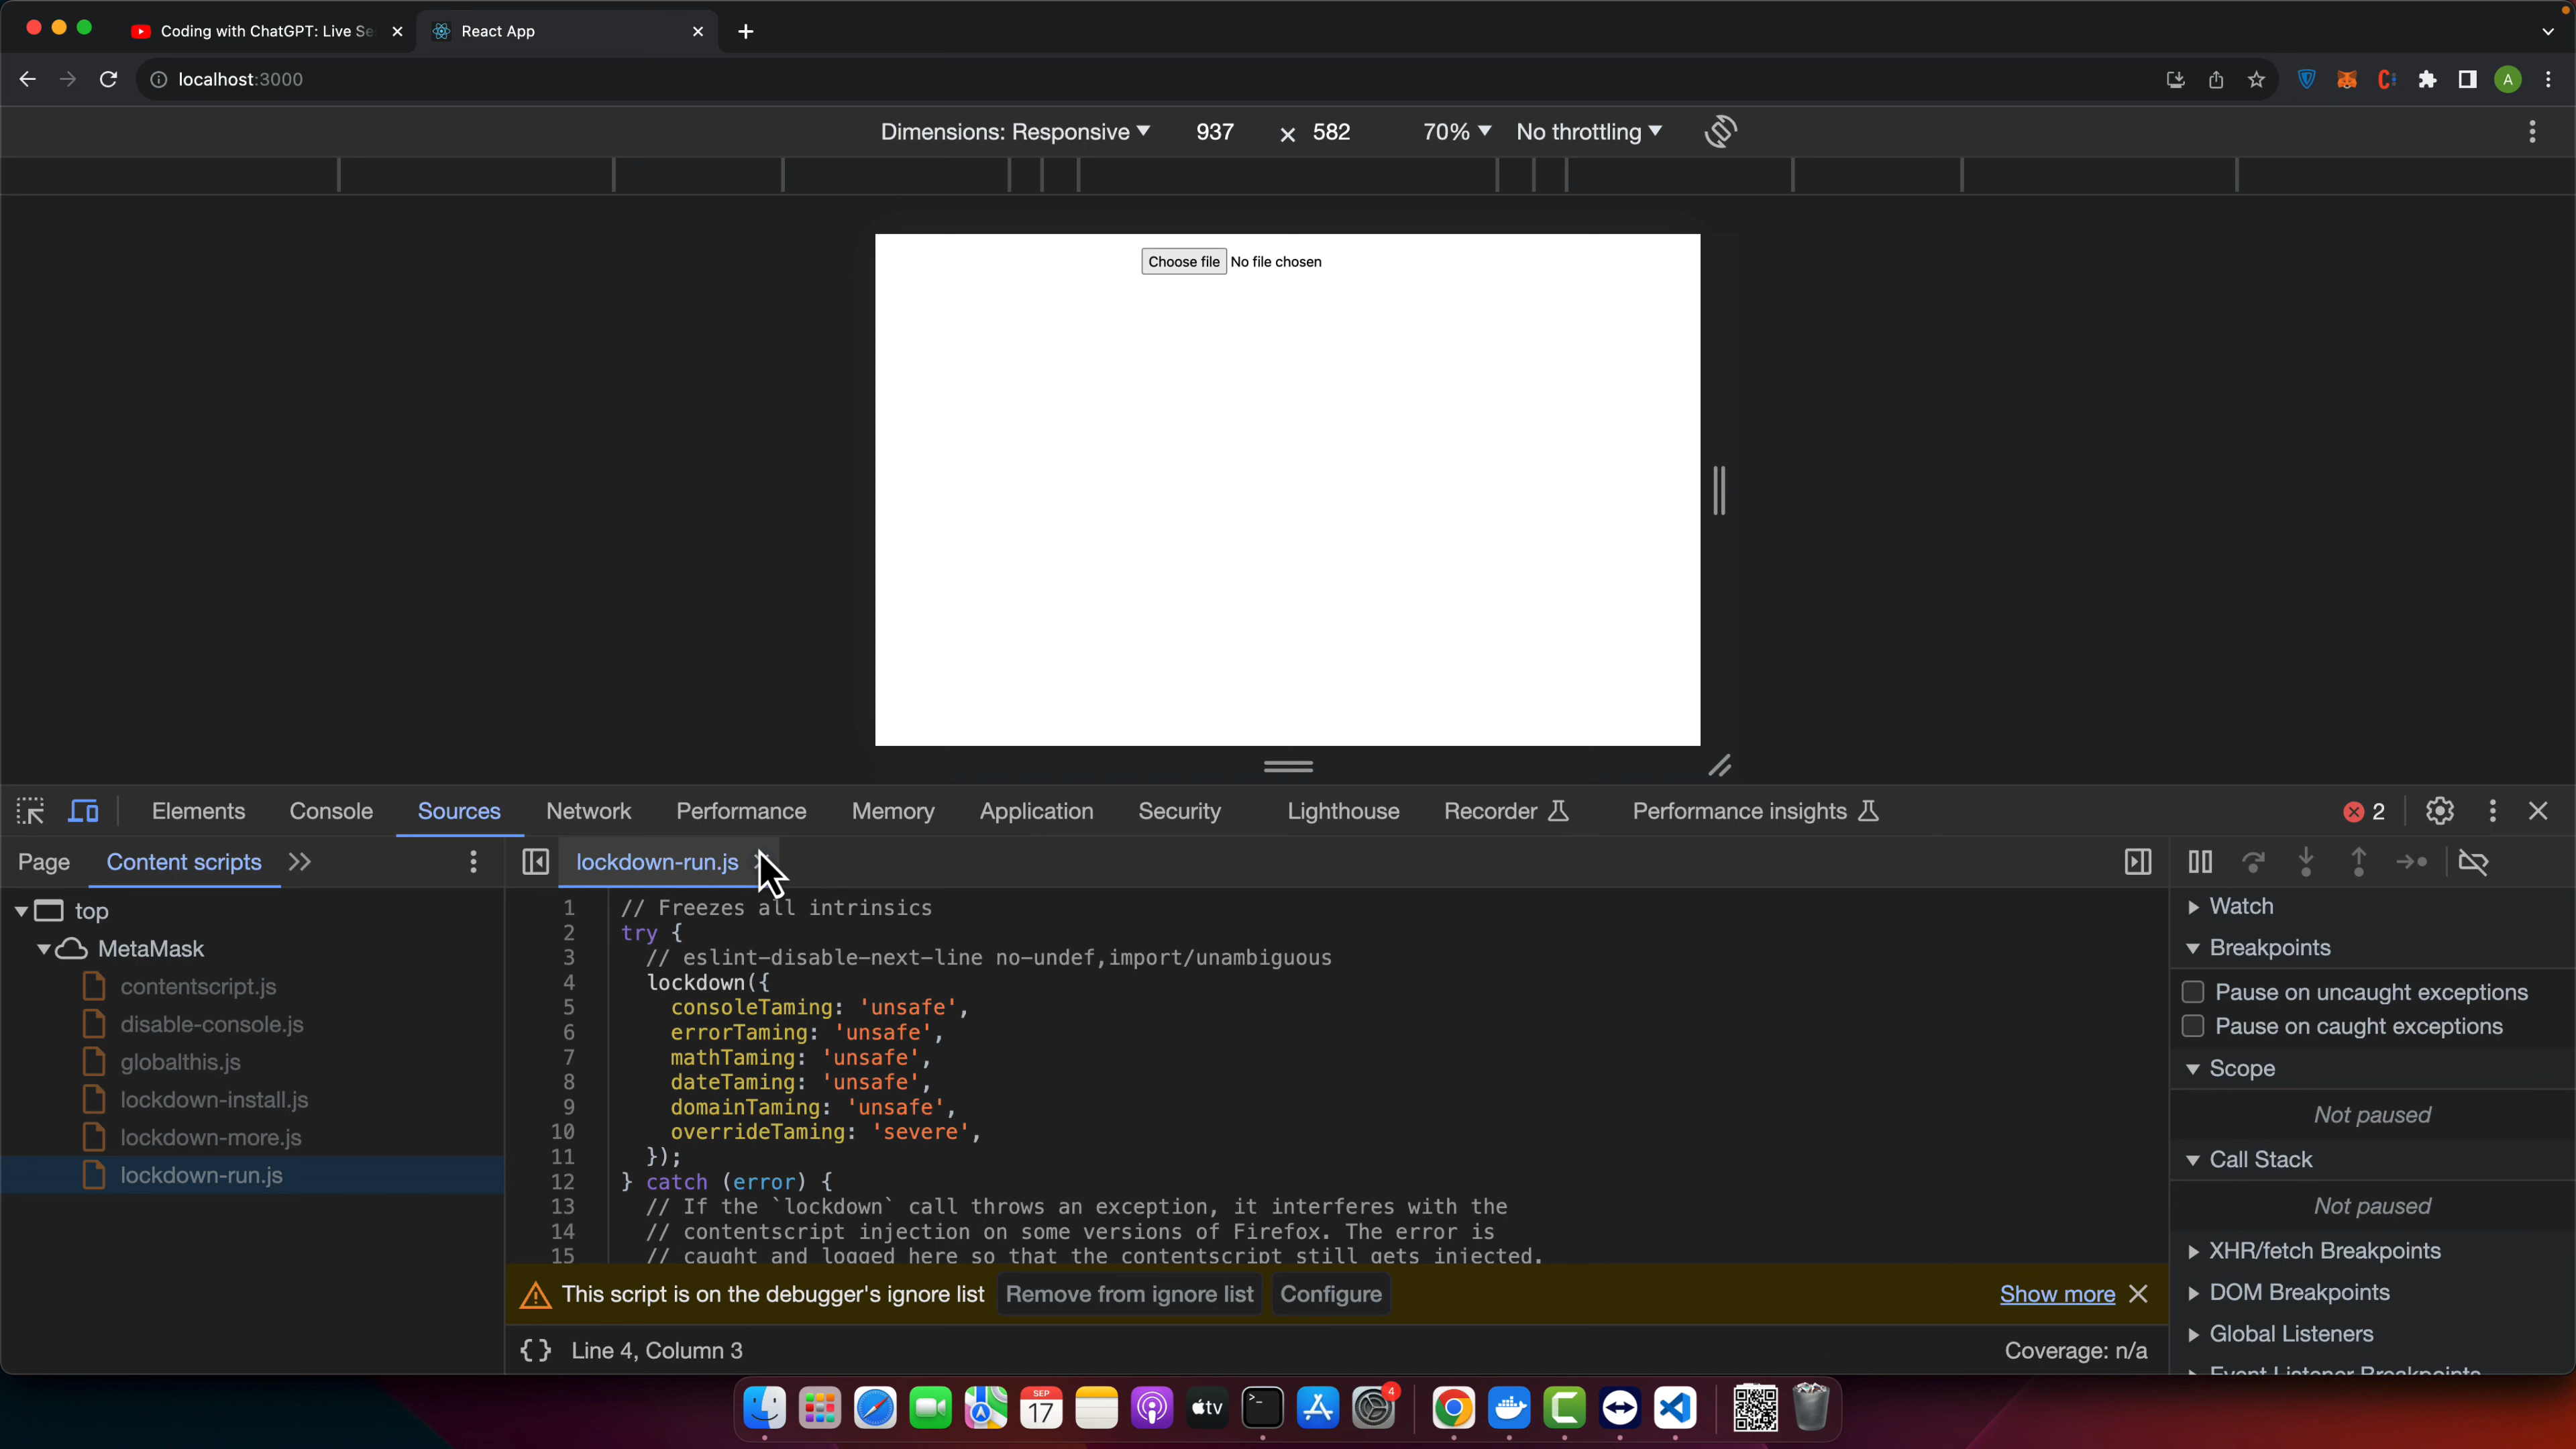 Coding with ChatGPT: Live Se
React App
localhost:3000
A
Dimensions: Responsive 937 × 582 70% No throttling
Choose file No file chosen
Elements Console Sources Network Performance Memory Application Security Lighthouse Recorder Performance insights 2
Page Content scripts
lockdown-run.js
top
MetaMask
contentscript.js
disable-console.js
globalthis.js
lockdown-install.js
lockdown-more.js
lockdown-run.js
1 // Freezes all intrinsics
2 try {
3 // eslint-disable-next-line no-undef,import/unambiguous
4 lockdown({
5 consoleTaming: 'unsafe',
6 errorTaming: 'unsafe',
7 mathTaming: 'unsafe',
8 dateTaming: 'unsafe',
9 domainTaming: 'unsafe',
10 overrideTaming: 'severe',
11 });
12 } catch (error) {
13 // If the `lockdown` call throws an exception, it interferes with the
14 // contentscript injection on some versions of Firefox. The error is
15 // caught and logged here so that the contentscript still gets injected.
This script is on the debugger's ignore list Remove from ignore list Configure Show more
{ } Line 4, Column 3 Coverage: n/a
Watch
Breakpoints
Pause on uncaught exceptions
Pause on caught exceptions
Scope
Not paused
Call Stack
Not paused
XHR/fetch Breakpoints
DOM Breakpoints
Global Listeners
Event Listener Breakpoints
SEP
17
tv
4